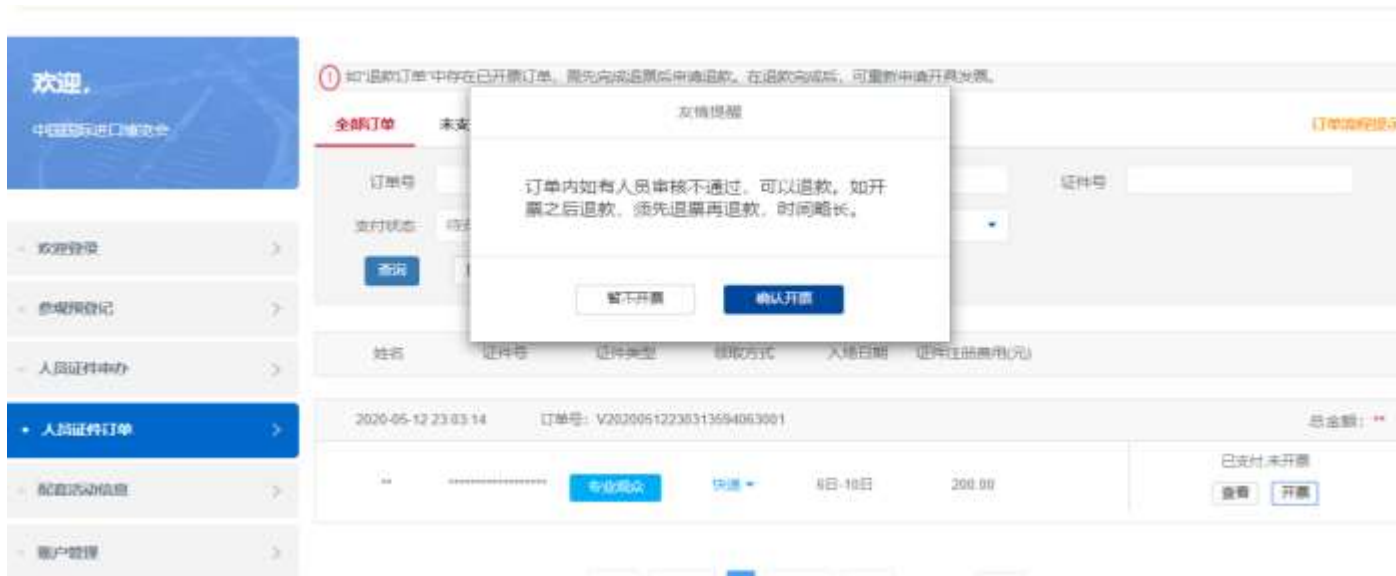 欢迎,
中国国际进口博览会
欢迎登录
参观预登记
人员证件申办
人员证件订单
配套活动信息
账户管理
1 如"退款订单"中存在已开票订单，需先完成退票后申请退款。在退款完成后，可重新申请开具发票。
全部订单 未支
订单流程提示
订单号
证件号
支付状态
查询
友情提醒
订单内如有人员审核不通过，可以退款。如开
票之后退款，须先退票再退款，时间略长。
暂不开票 确认开票
姓名 证件号 证件类型 领取方式 入场日期 证件注册费用(元)
2020-05-12 23:03:14 订单号：V20200512230313594063001 总金额：**
** ****************** 专业观众 快递 6日-10日 200.00
已支付,未开票
查看 开票